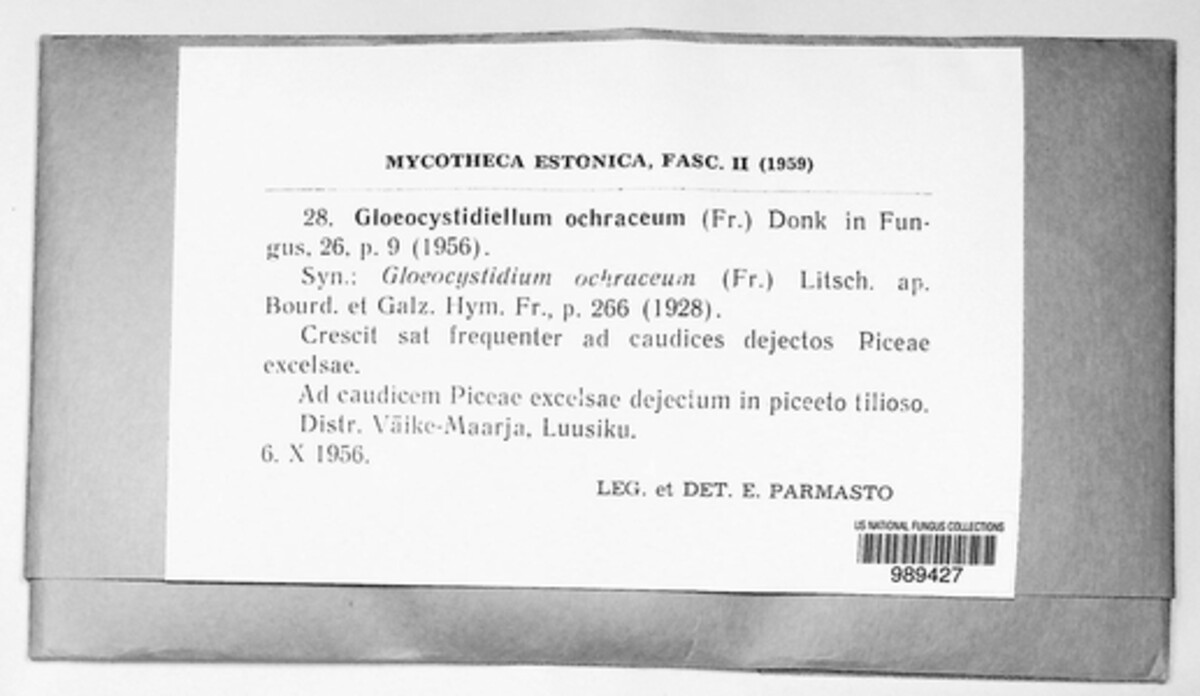 MYCOTHECA ESTONICA, FASC. II (1959)
28. Gloeocystidiellum ochraceum (Fr.) Donk in Fun-
gus, 26, p. 9 (1956).
Syn.: Gloeocystidium ochraceum (Fr.) Litsch. ap.
Bourd. et Galz. Hym. Fr., p. 266 (1928).
Crescit sat frequenter ad caudices dejectos Piceae
excelsae.
Ad caudicem Piceae excelsae dejectum in piceeto tilioso.
Distr. Väike-Maarja, Luusiku.
6. X 1956.
LEG. et DET. E. PARMASTO
US NATIONAL FUNGUS COLLECTIONS
989427